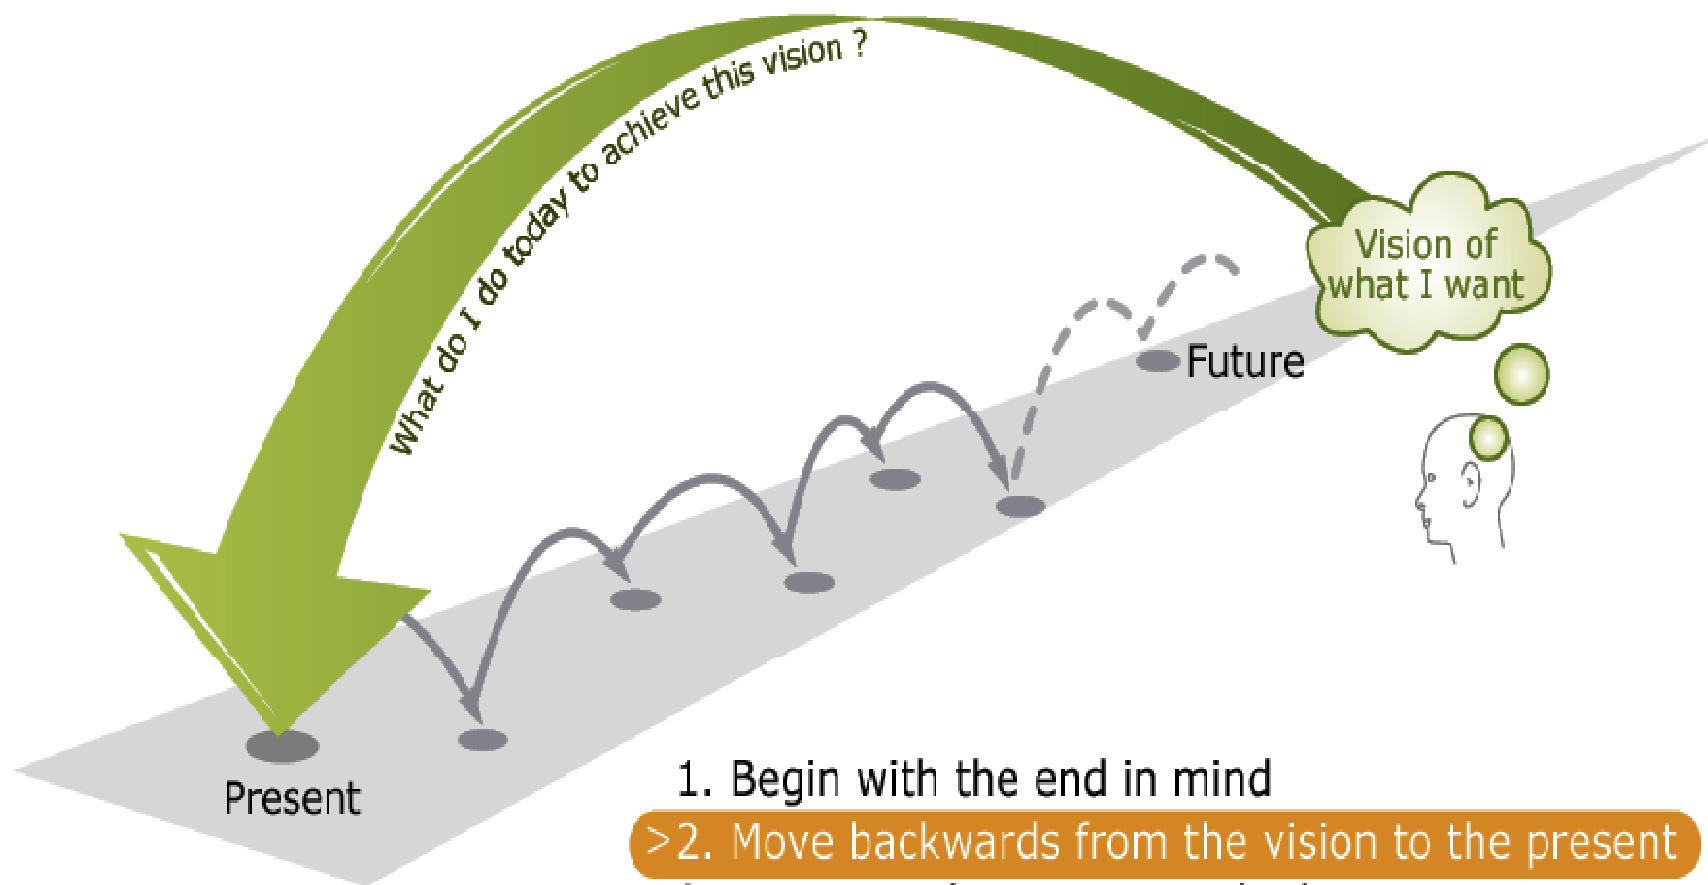 What do I do today to achieve this vision ?
Vision of
what I want
Future
Present
1. Begin with the end in mind
>2. Move backwards from the vision to the present